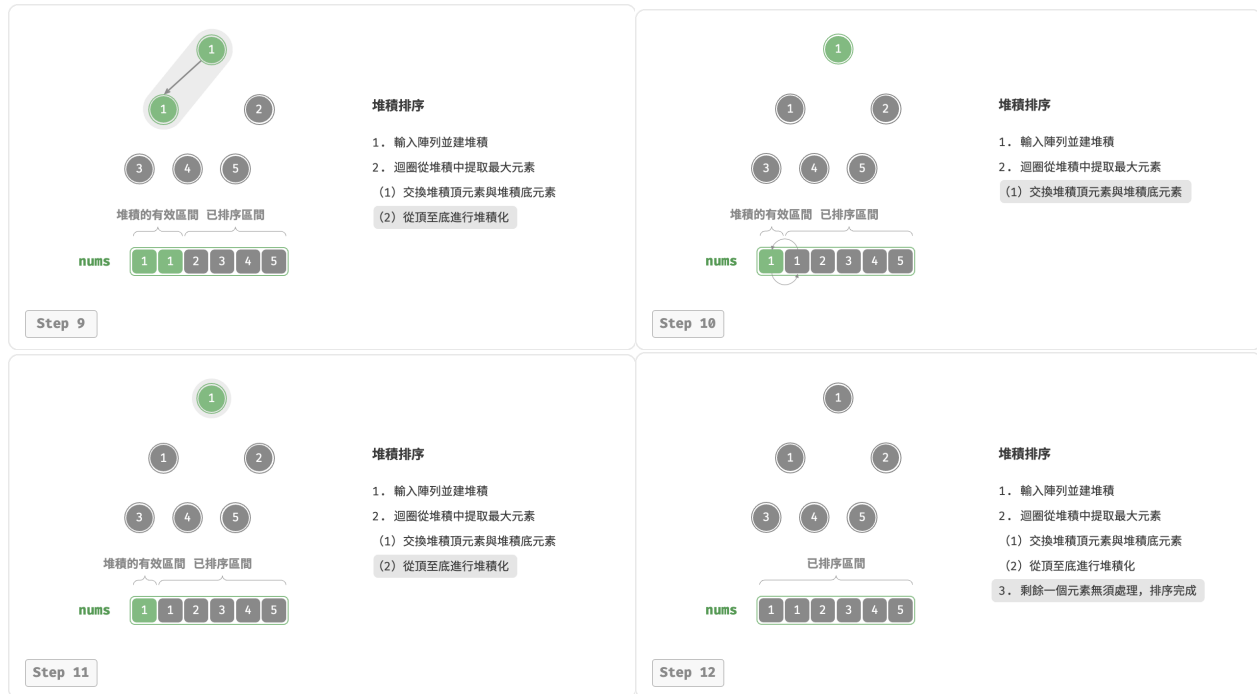 1
1
2
3
4
5
堆積的有效區間 已排序區間
nums 1 1 2 3 4 5
堆積排序
1. 輸入陣列並建堆積
2. 迴圈從堆積中提取最大元素
（1）交換堆積頂元素與堆積底元素
（2）從頂至底進行堆積化
Step 9
1
1
2
3
4
5
堆積的有效區間 已排序區間
nums 1 1 2 3 4 5
堆積排序
1. 輸入陣列並建堆積
2. 迴圈從堆積中提取最大元素
（1）交換堆積頂元素與堆積底元素
Step 10
1
1
2
3
4
5
堆積的有效區間 已排序區間
nums 1 1 2 3 4 5
堆積排序
1. 輸入陣列並建堆積
2. 迴圈從堆積中提取最大元素
（1）交換堆積頂元素與堆積底元素
（2）從頂至底進行堆積化
Step 11
1
1
2
3
4
5
已排序區間
nums 1 1 2 3 4 5
堆積排序
1. 輸入陣列並建堆積
2. 迴圈從堆積中提取最大元素
（1）交換堆積頂元素與堆積底元素
（2）從頂至底進行堆積化
3. 剩餘一個元素無須處理，排序完成
Step 12